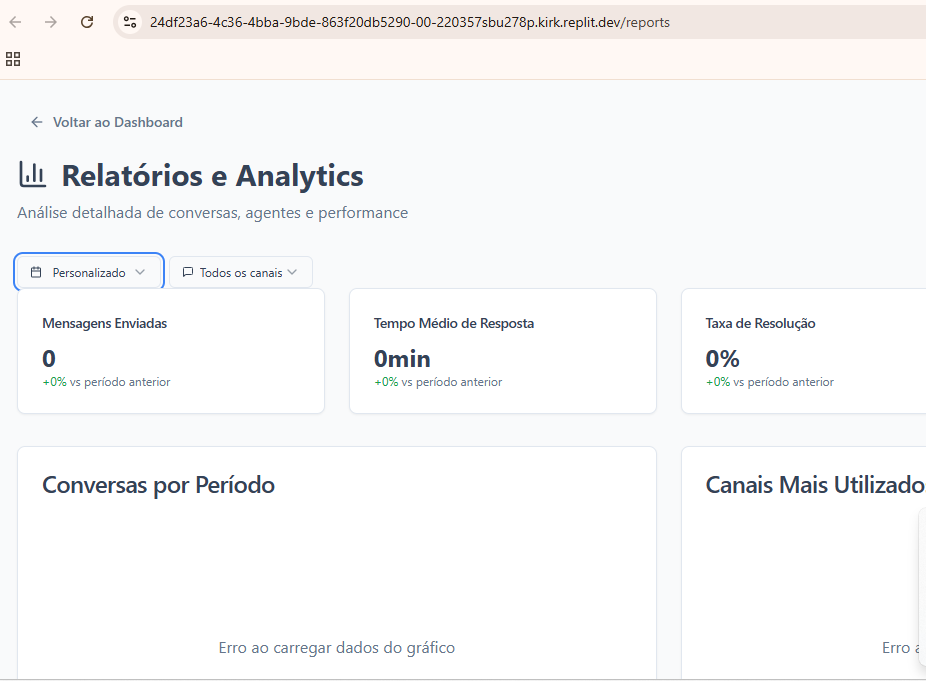 24df23a6-4c36-4bba-9bde-863f20db5290-00-220357sbu278p.kirk.replit.dev/reports
Voltar ao Dashboard
Relatórios e Analytics
Análise detalhada de conversas, agentes e performance
Personalizado
Todos os canais
Mensagens Enviadas
0
+0% vs período anterior
Tempo Médio de Resposta
0min
+0% vs período anterior
Taxa de Resolução
0%
+0% vs período anterior
Conversas por Período
Erro ao carregar dados do gráfico
Canais Mais Utilizado
Erro a